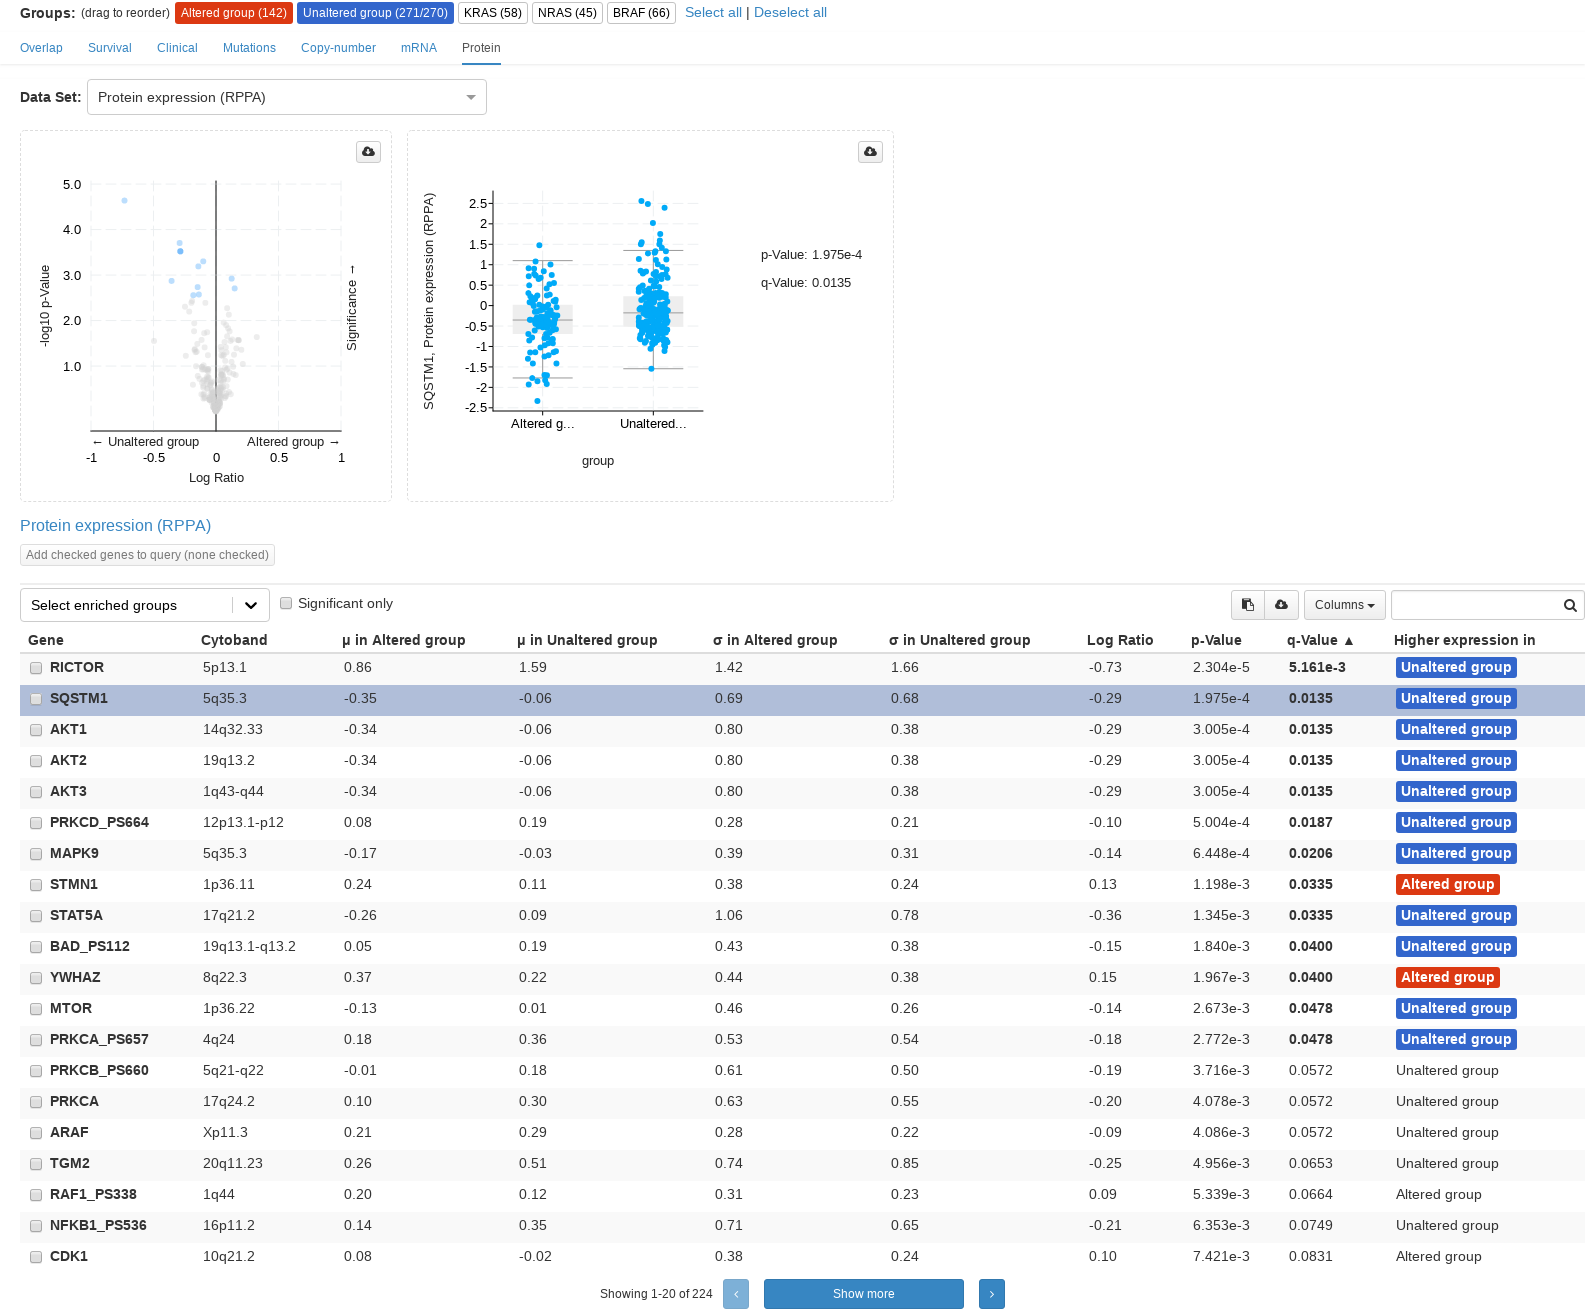 Groups: (drag to reorder) Altered group (142) Unaltered group (271/270) KRAS (58) NRAS (45) BRAF (66) Select all | Deselect all
Overlap Survival Clinical Mutations Copy-number mRNA Protein
Data Set: Protein expression (RPPA)
5.0
4.0
3.0
2.0
1.0
-log10 p-Value
Significance →
← Unaltered group Altered group →
-1 -0.5 0 0.5 1
Log Ratio
SQSTM1, Protein expression (RPPA)
2.5
2
1.5
1
0.5
0
-0.5
-1
-1.5
-2
-2.5
Altered g... Unaltered...
group
p-Value: 1.975e-4
q-Value: 0.0135
Protein expression (RPPA)
Add checked genes to query (none checked)
Select enriched groups Significant only Columns
Gene Cytoband μ in Altered group μ in Unaltered group σ in Altered group σ in Unaltered group Log Ratio p-Value q-Value ▲ Higher expression in
RICTOR 5p13.1 0.86 1.59 1.42 1.66 -0.73 2.304e-5 5.161e-3 Unaltered group
SQSTM1 5q35.3 -0.35 -0.06 0.69 0.68 -0.29 1.975e-4 0.0135 Unaltered group
AKT1 14q32.33 -0.34 -0.06 0.80 0.38 -0.29 3.005e-4 0.0135 Unaltered group
AKT2 19q13.2 -0.34 -0.06 0.80 0.38 -0.29 3.005e-4 0.0135 Unaltered group
AKT3 1q43-q44 -0.34 -0.06 0.80 0.38 -0.29 3.005e-4 0.0135 Unaltered group
PRKCD_PS664 12p13.1-p12 0.08 0.19 0.28 0.21 -0.10 5.004e-4 0.0187 Unaltered group
MAPK9 5q35.3 -0.17 -0.03 0.39 0.31 -0.14 6.448e-4 0.0206 Unaltered group
STMN1 1p36.11 0.24 0.11 0.38 0.24 0.13 1.198e-3 0.0335 Altered group
STAT5A 17q21.2 -0.26 0.09 1.06 0.78 -0.36 1.345e-3 0.0335 Unaltered group
BAD_PS112 19q13.1-q13.2 0.05 0.19 0.43 0.38 -0.15 1.840e-3 0.0400 Unaltered group
YWHAZ 8q22.3 0.37 0.22 0.44 0.38 0.15 1.967e-3 0.0400 Altered group
MTOR 1p36.22 -0.13 0.01 0.46 0.26 -0.14 2.673e-3 0.0478 Unaltered group
PRKCA_PS657 4q24 0.18 0.36 0.53 0.54 -0.18 2.772e-3 0.0478 Unaltered group
PRKCB_PS660 5q21-q22 -0.01 0.18 0.61 0.50 -0.19 3.716e-3 0.0572 Unaltered group
PRKCA 17q24.2 0.10 0.30 0.63 0.55 -0.20 4.078e-3 0.0572 Unaltered group
ARAF Xp11.3 0.21 0.29 0.28 0.22 -0.09 4.086e-3 0.0572 Unaltered group
TGM2 20q11.23 0.26 0.51 0.74 0.85 -0.25 4.956e-3 0.0653 Unaltered group
RAF1_PS338 1q44 0.20 0.12 0.31 0.23 0.09 5.339e-3 0.0664 Altered group
NFKB1_PS536 16p11.2 0.14 0.35 0.71 0.65 -0.21 6.353e-3 0.0749 Unaltered group
CDK1 10q21.2 0.08 -0.02 0.38 0.24 0.10 7.421e-3 0.0831 Altered group
Showing 1-20 of 224 ‹ Show more ›